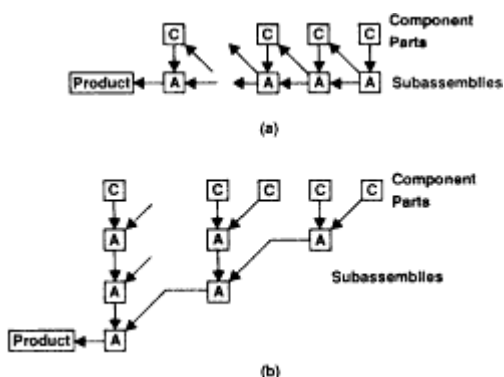 C C C C Component
Parts
Product A A A A Subassemblies
(a)
C C C C C Component
Parts
A A A
Subassemblies
A A
Product A
(b)